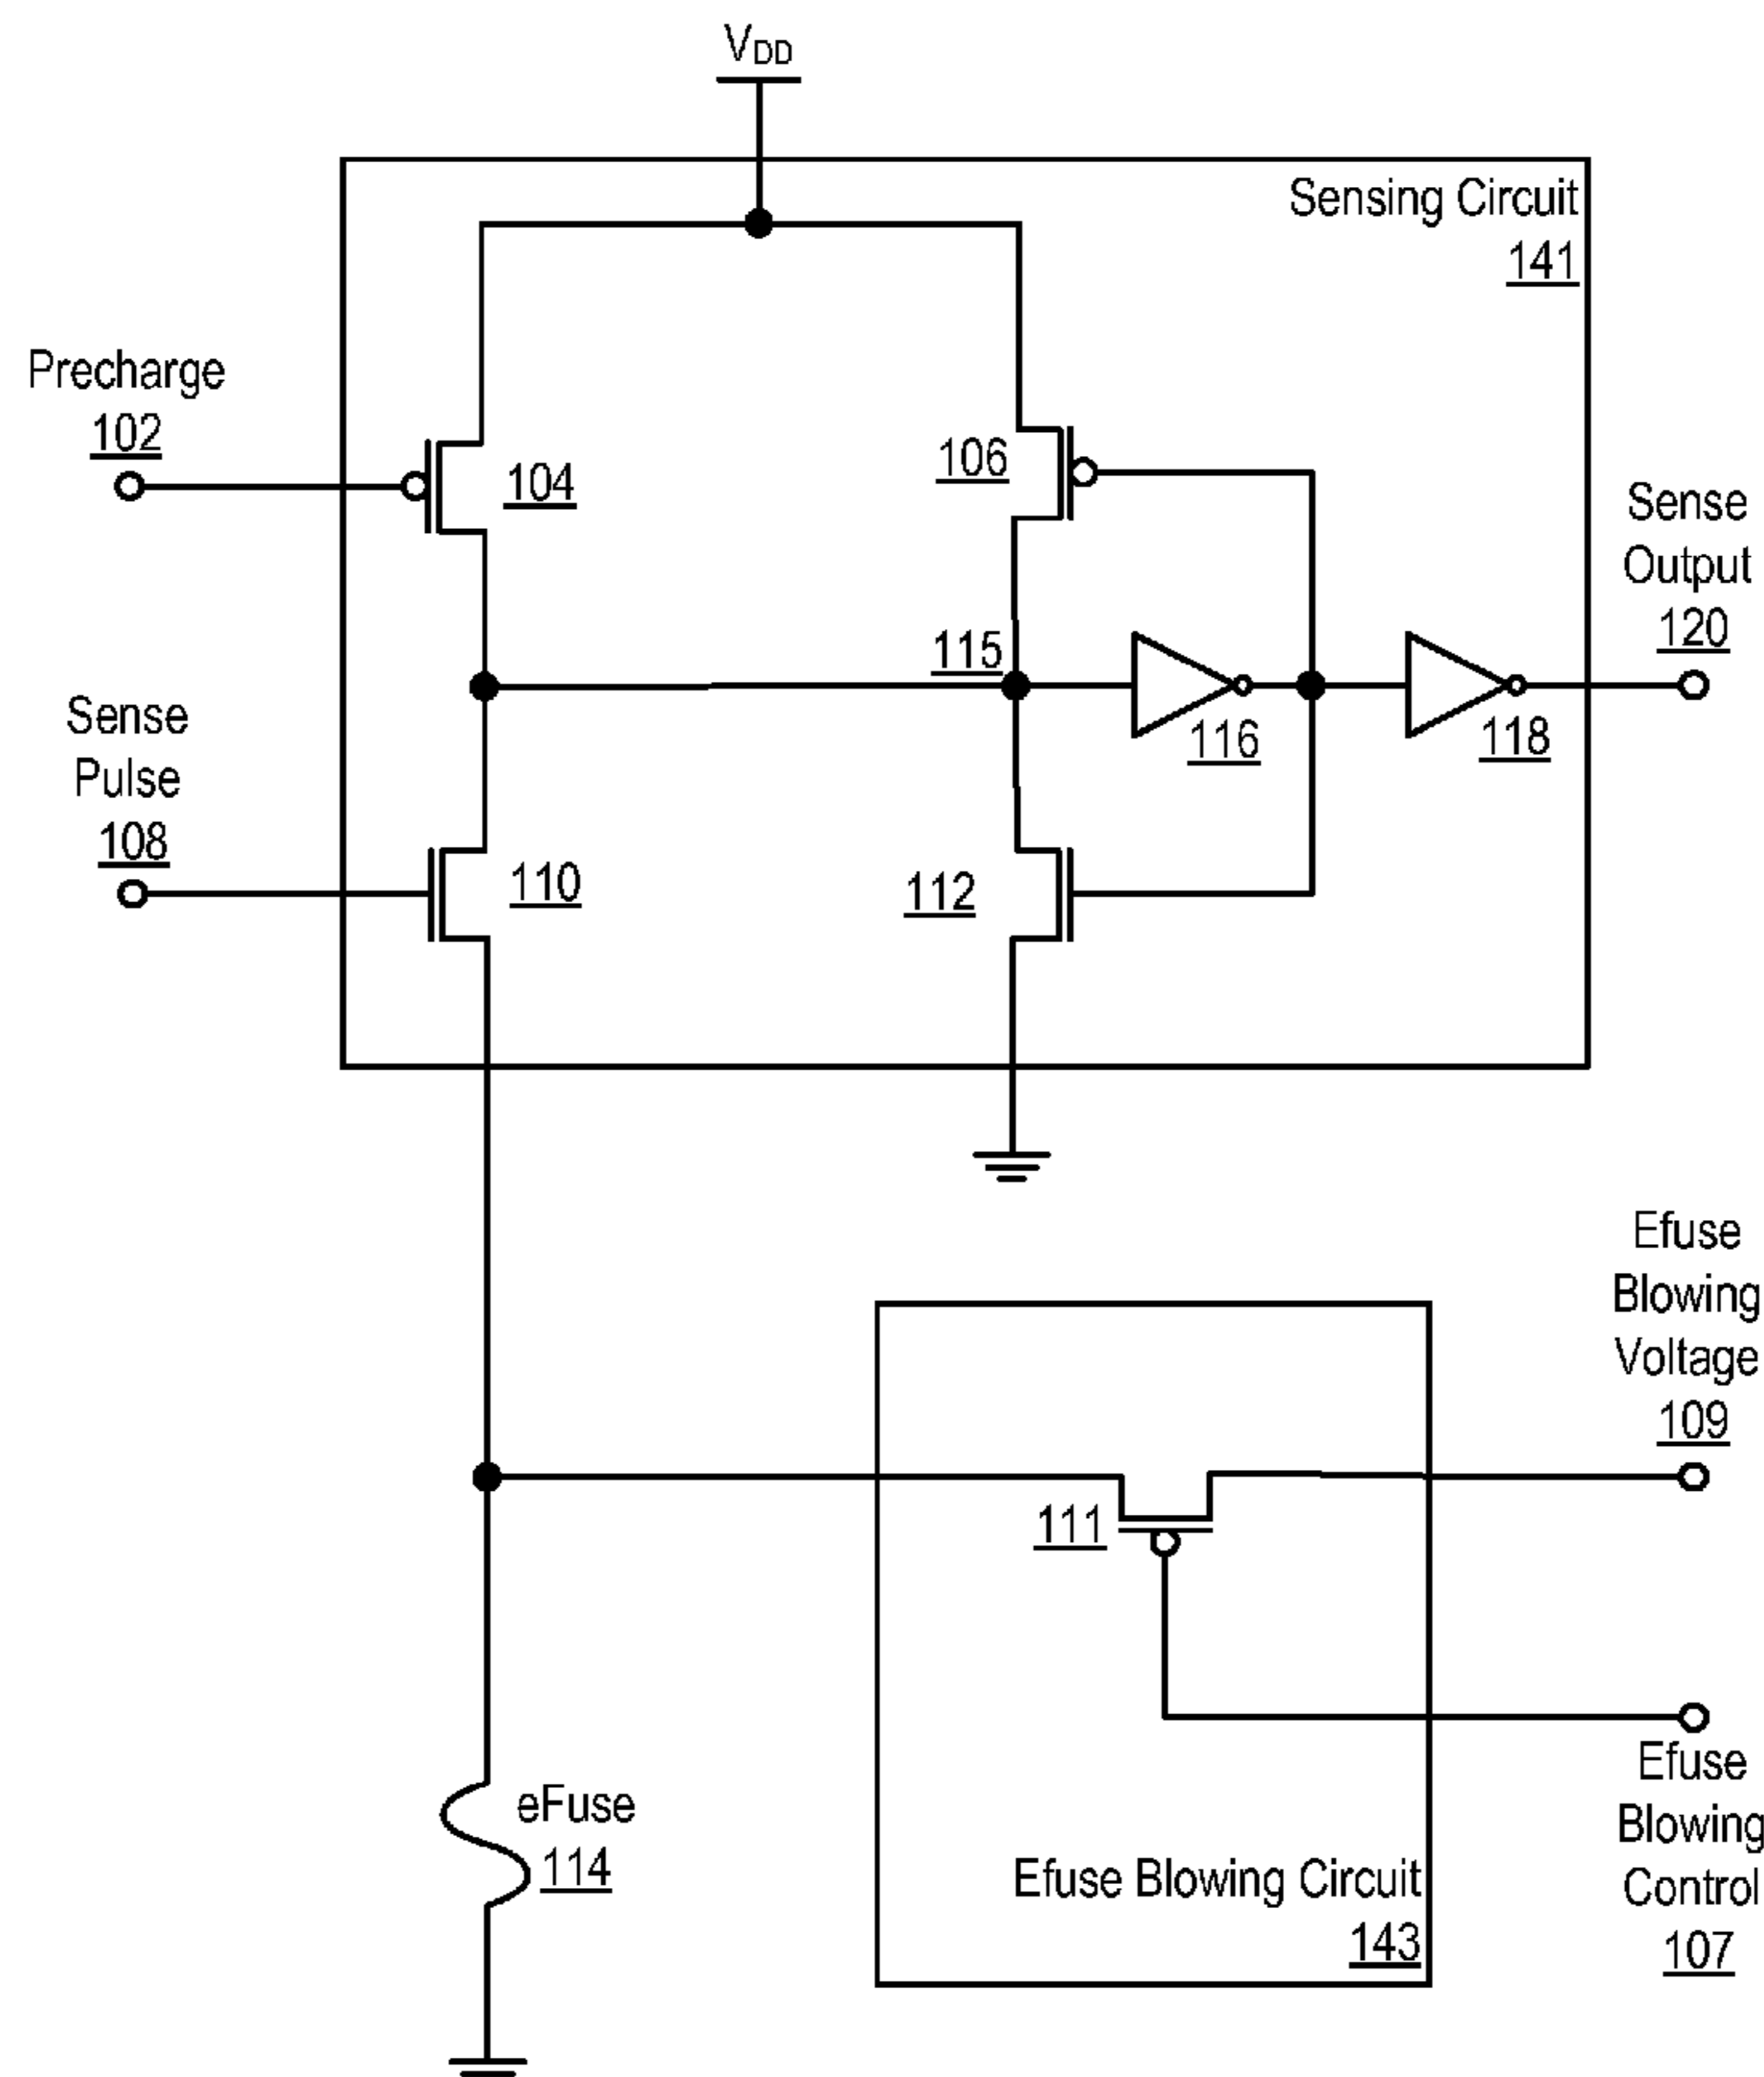 VDD
Sensing Circuit
141
Precharge
102
104
106
Sense
Output
120
115
116
118
Sense
Pulse
108
110
112
Efuse
Blowing
Voltage
109
111
Efuse
Blowing
Control
107
eFuse
114
Efuse Blowing Circuit
143